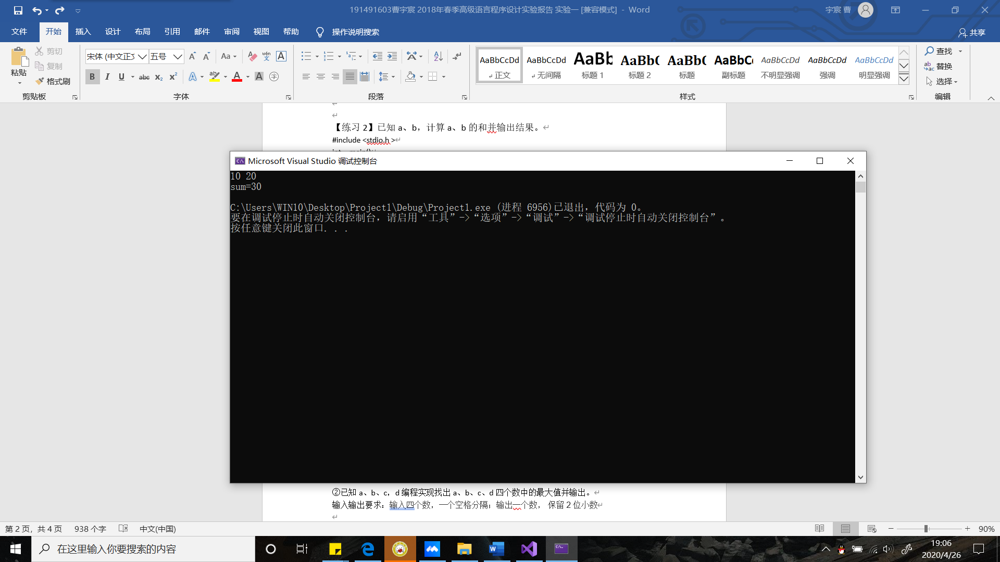 191491603曹宇宸 2018年春季高级语言程序设计实验报告 实验一 [兼容模式] - Word
宇宸 曹
文件 开始 插入 设计 布局 引用 邮件 审阅 视图 帮助 操作说明搜索 共享
粘贴 剪切 复制 格式刷
宋体 (中文正文 五号
AaBbCcDd AaBbCcDd AaBb AaBb( AaBb( AaBbC AaBbCcDd AaBbCcDd AaBbCcDd
正文 无间隔 标题 1 标题 2 标题 副标题 不明显强调 强调 明显强调
查找 替换 选择
剪贴板 字体 段落 样式 编辑
【练习 2】已知 a、b，计算 a、b 的和并输出结果。
#include <stdio.h >
Microsoft Visual Studio 调试控制台
10 20
sum=30
C:\Users\WIN10\Desktop\Project1\Debug\Project1.exe (进程 6956)已退出，代码为 0。
要在调试停止时自动关闭控制台，请启用“工具”->“选项”->“调试”->“调试停止时自动关闭控制台”。
按任意键关闭此窗口. . .
②已知 a、b、c，d 编程实现找出 a、b、c、d 四个数中的最大值并输出。
输入输出要求：输入四个数，一个空格分隔；输出一个数， 保留 2 位小数
第 2 页，共 4 页 938 个字 中文(中国) 90%
在这里输入你要搜索的内容
19:06
2020/4/26